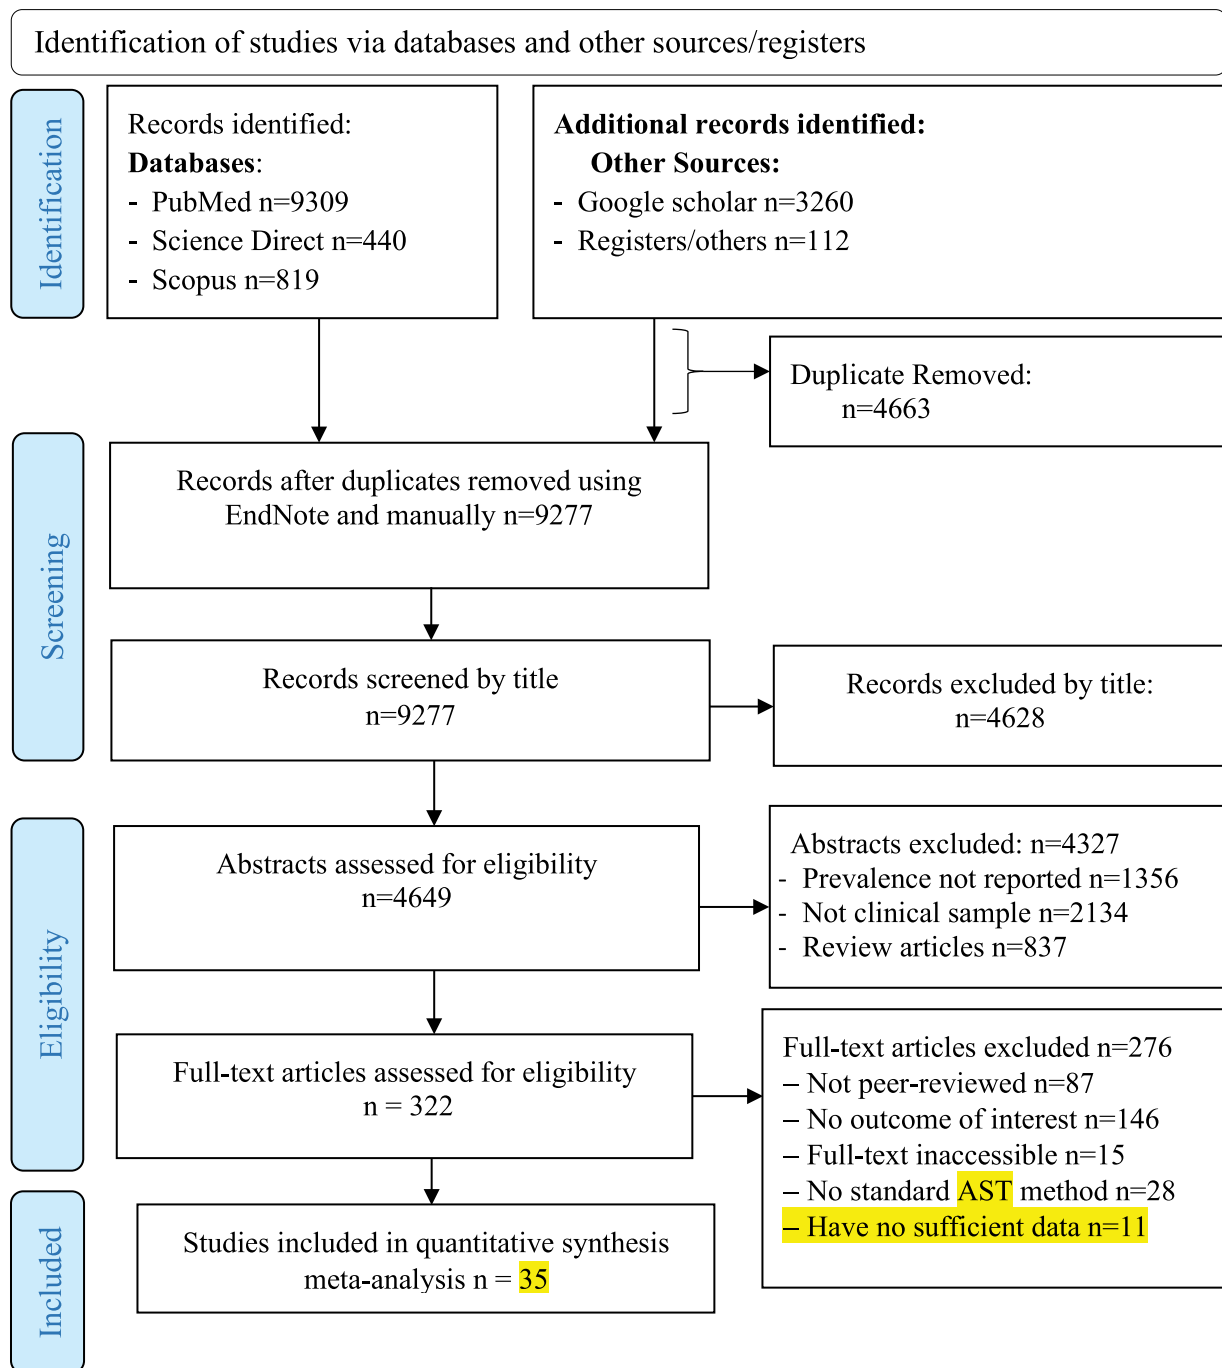 Identification of studies via databases and other sources/registers
Identification
Records identified:
Databases:
- PubMed n=9309
- Science Direct n=440
- Scopus n=819
Additional records identified:
Other Sources:
- Google scholar n=3260
- Registers/others n=112
Duplicate Removed:
n=4663
Screening
Records after duplicates removed using
EndNote and manually n=9277
Records screened by title
n=9277
Records excluded by title:
n=4628
Eligibility
Abstracts assessed for eligibility
n=4649
Abstracts excluded: n=4327
- Prevalence not reported n=1356
- Not clinical sample n=2134
- Review articles n=837
Full-text articles assessed for eligibility
n = 322
Full-text articles excluded n=276
– Not peer-reviewed n=87
– No outcome of interest n=146
– Full-text inaccessible n=15
– No standard AST method n=28
– Have no sufficient data n=11
Included
Studies included in quantitative synthesis
meta-analysis n = 35